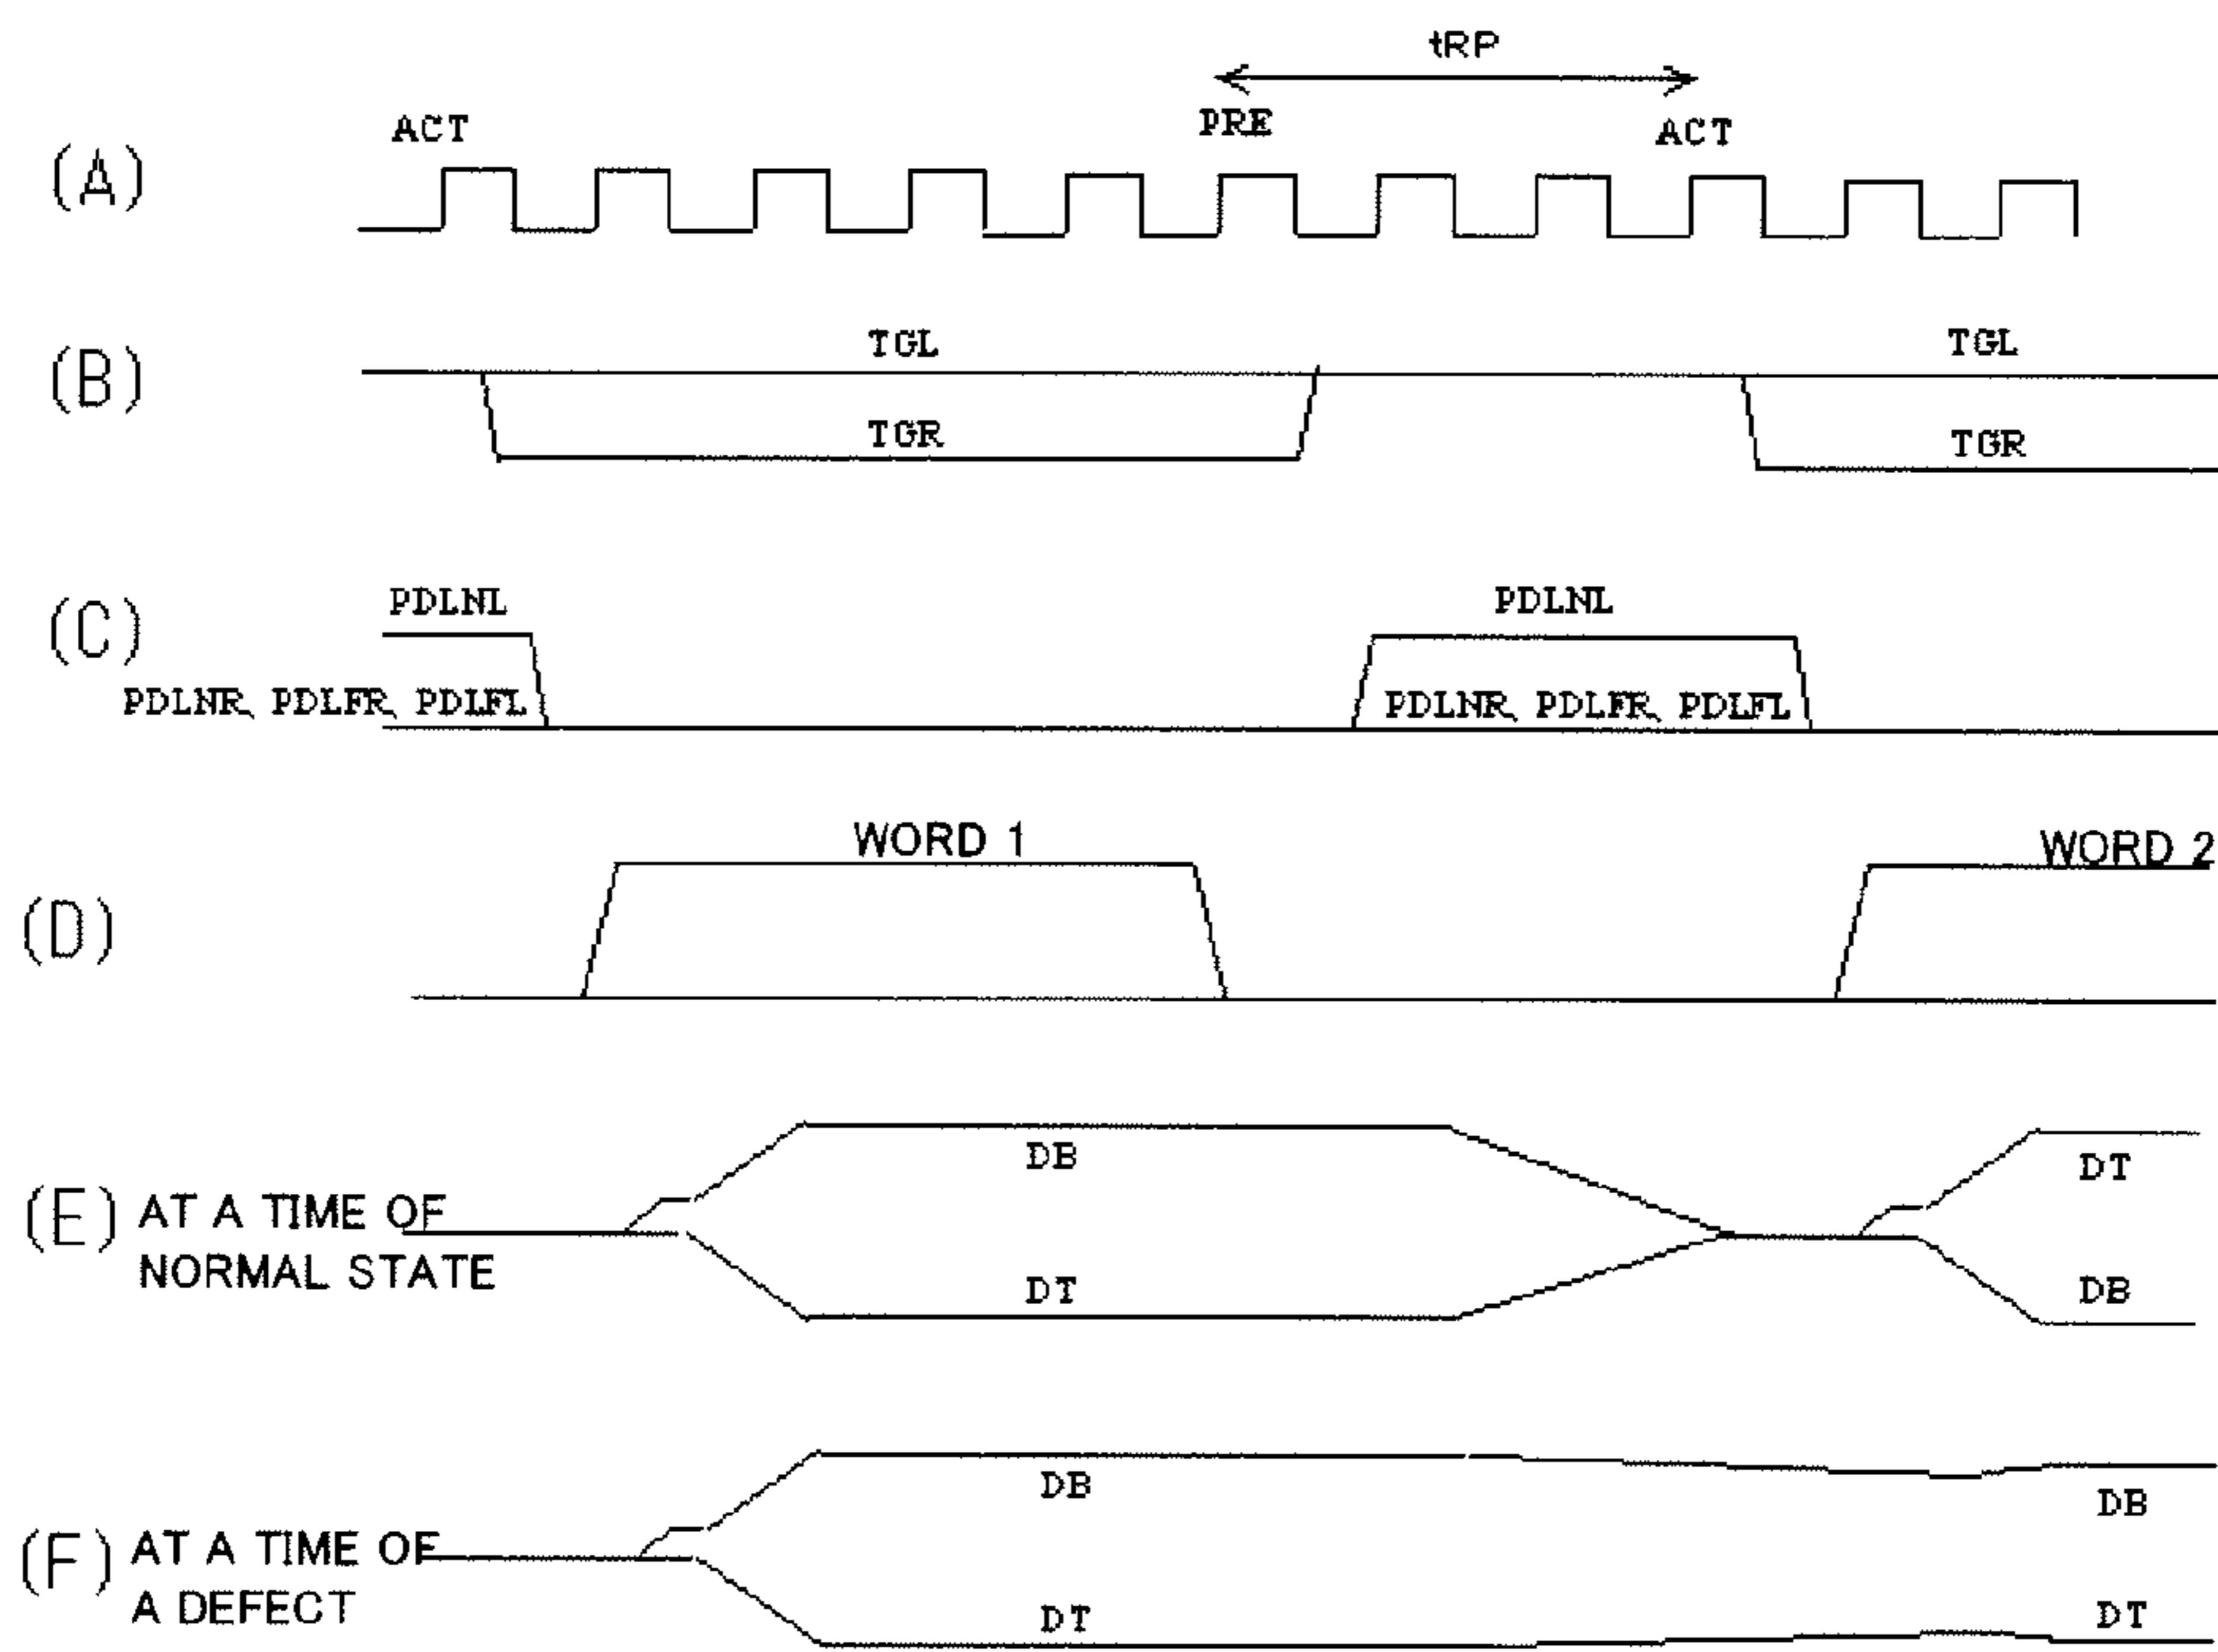 tRP
ACT PRE ACT
(A)
TGL TGL
(B)
TGR TGR
PDLNL PDLNL
(C)
PDLNR、PDLFR、PDLFL PDLNR、PDLFR、PDLFL
WORD 1 WORD 2
(D)
DB DT
(E) AT A TIME OF
NORMAL STATE DT DB
DB DB
(F) AT A TIME OF
A DEFECT DT DT